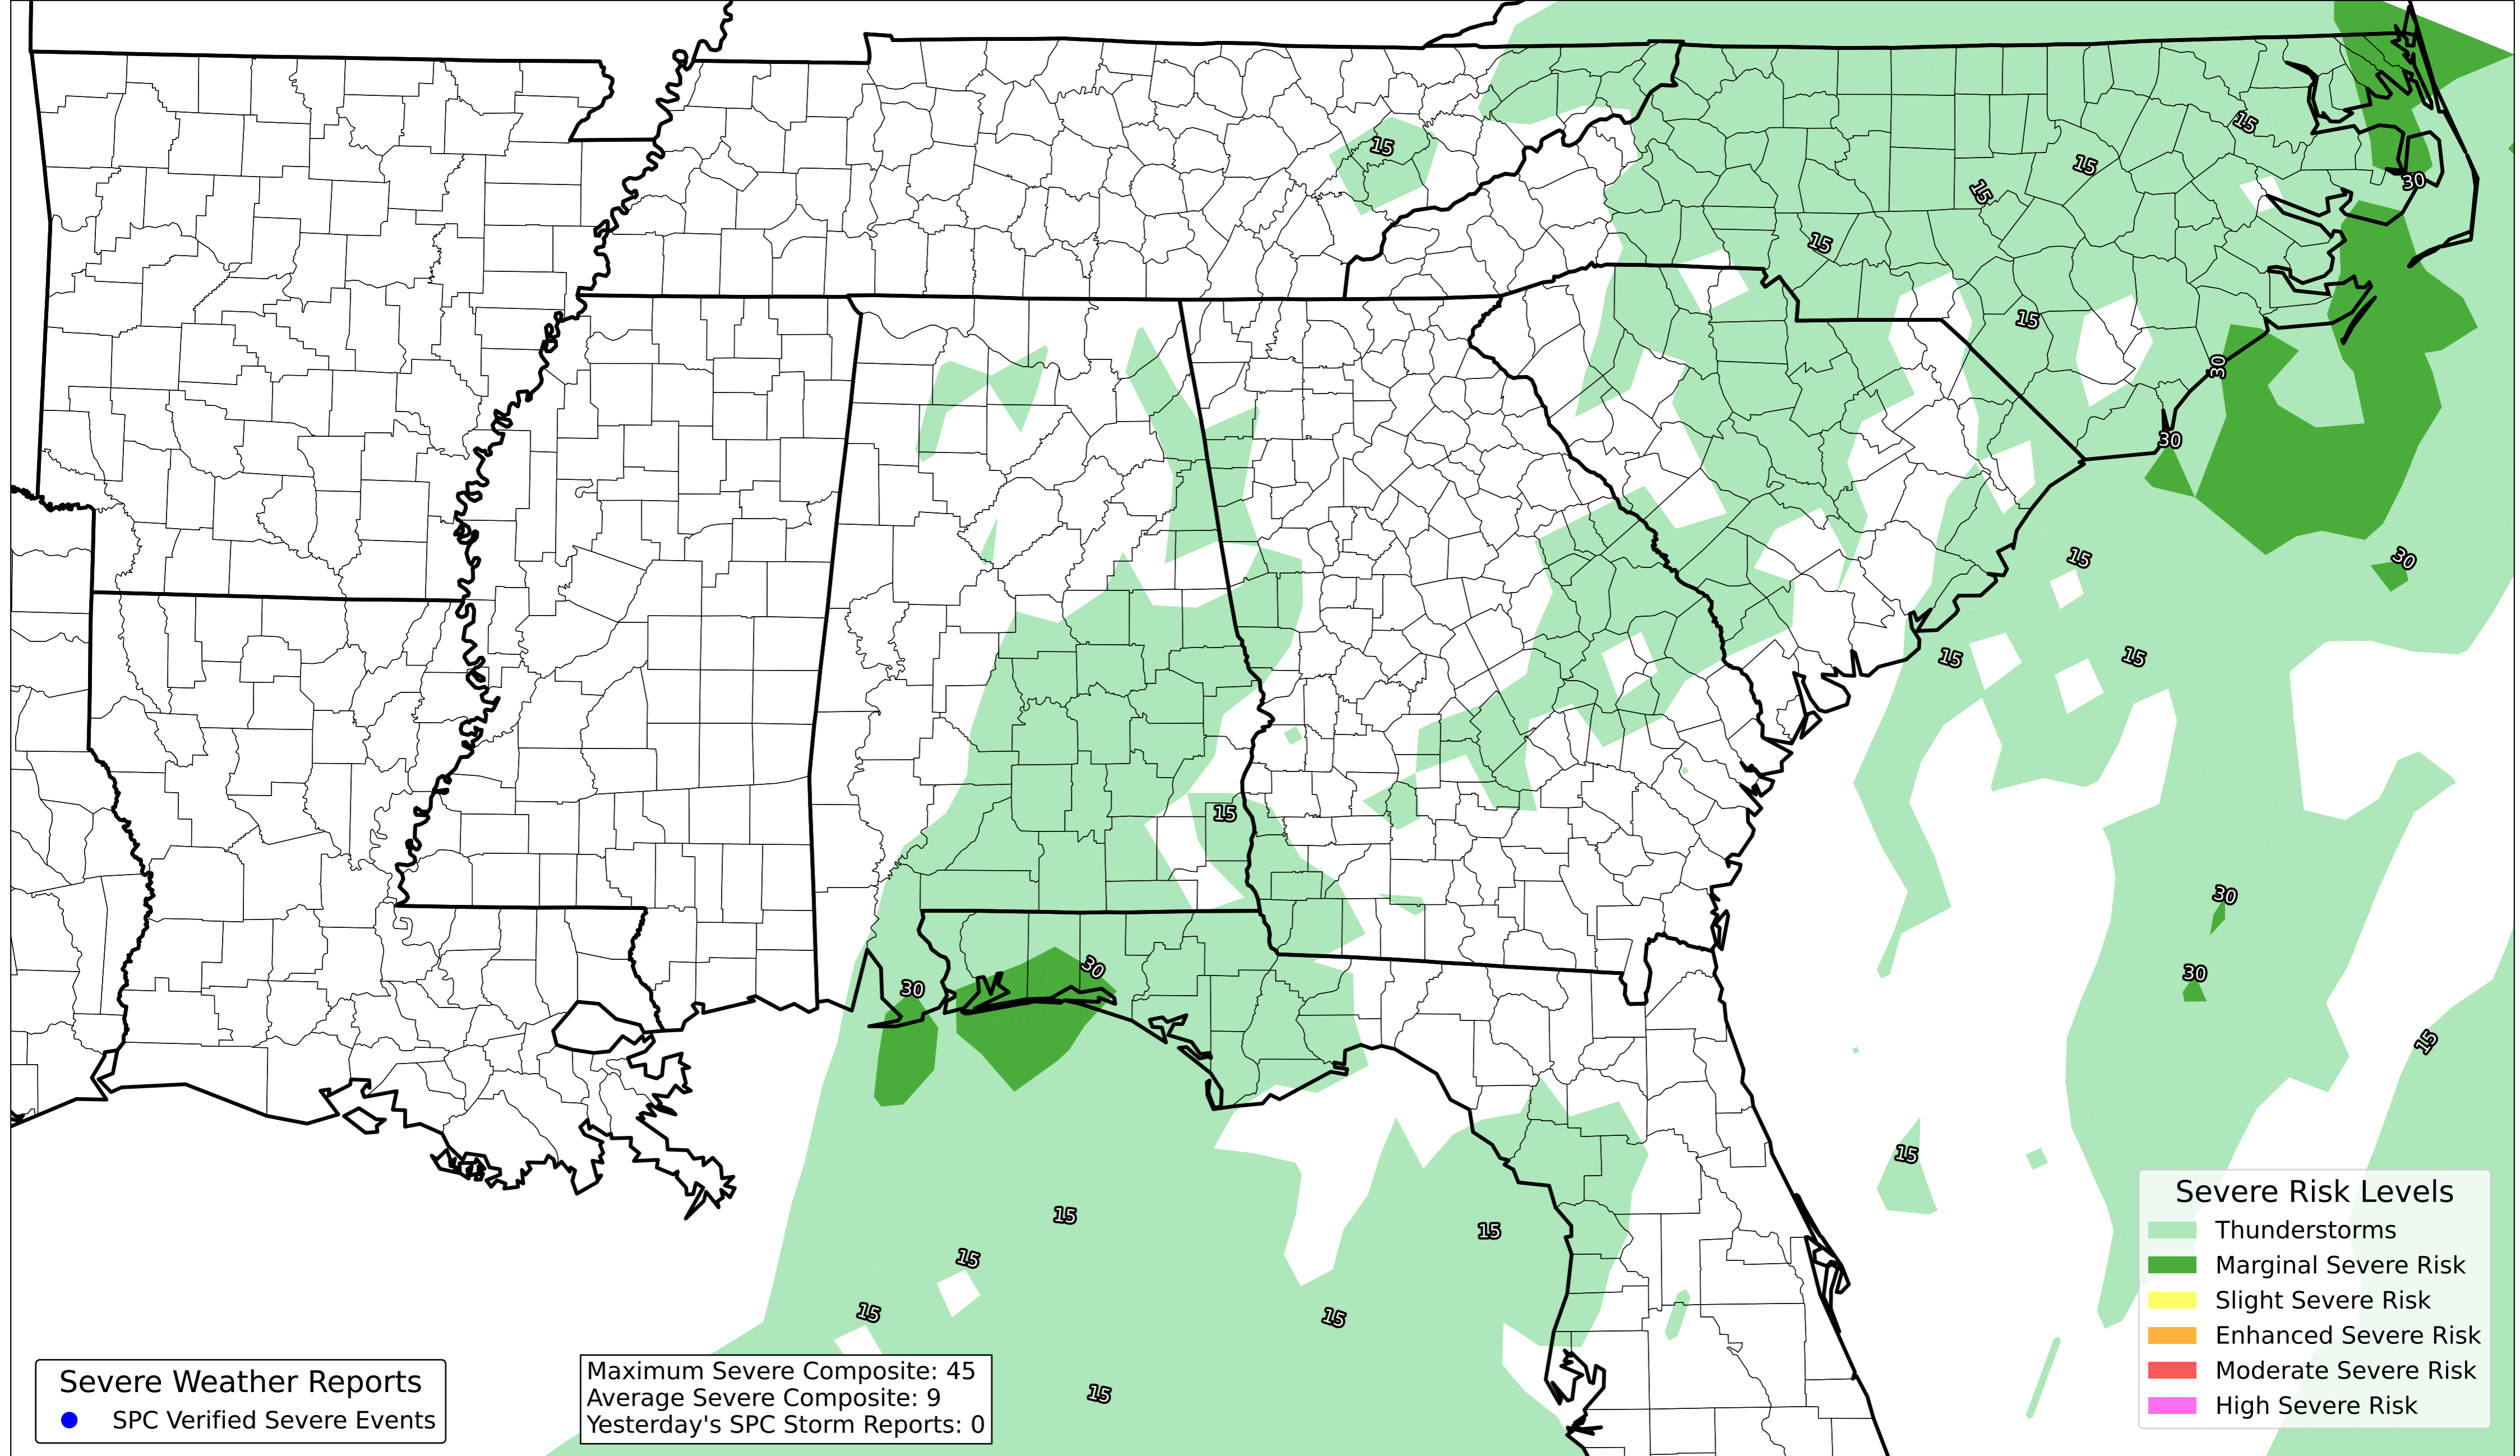 15
15
15
15
30
15
15
30
30
15
30
15
15
15
30
30
30
30
15
15
15
15
15
15
15
15
Severe Risk Levels
Thunderstorms
Marginal Severe Risk
Slight Severe Risk
Enhanced Severe Risk
Moderate Severe Risk
High Severe Risk
Severe Weather Reports
SPC Verified Severe Events
Maximum Severe Composite: 45
Average Severe Composite: 9
Yesterday's SPC Storm Reports: 0